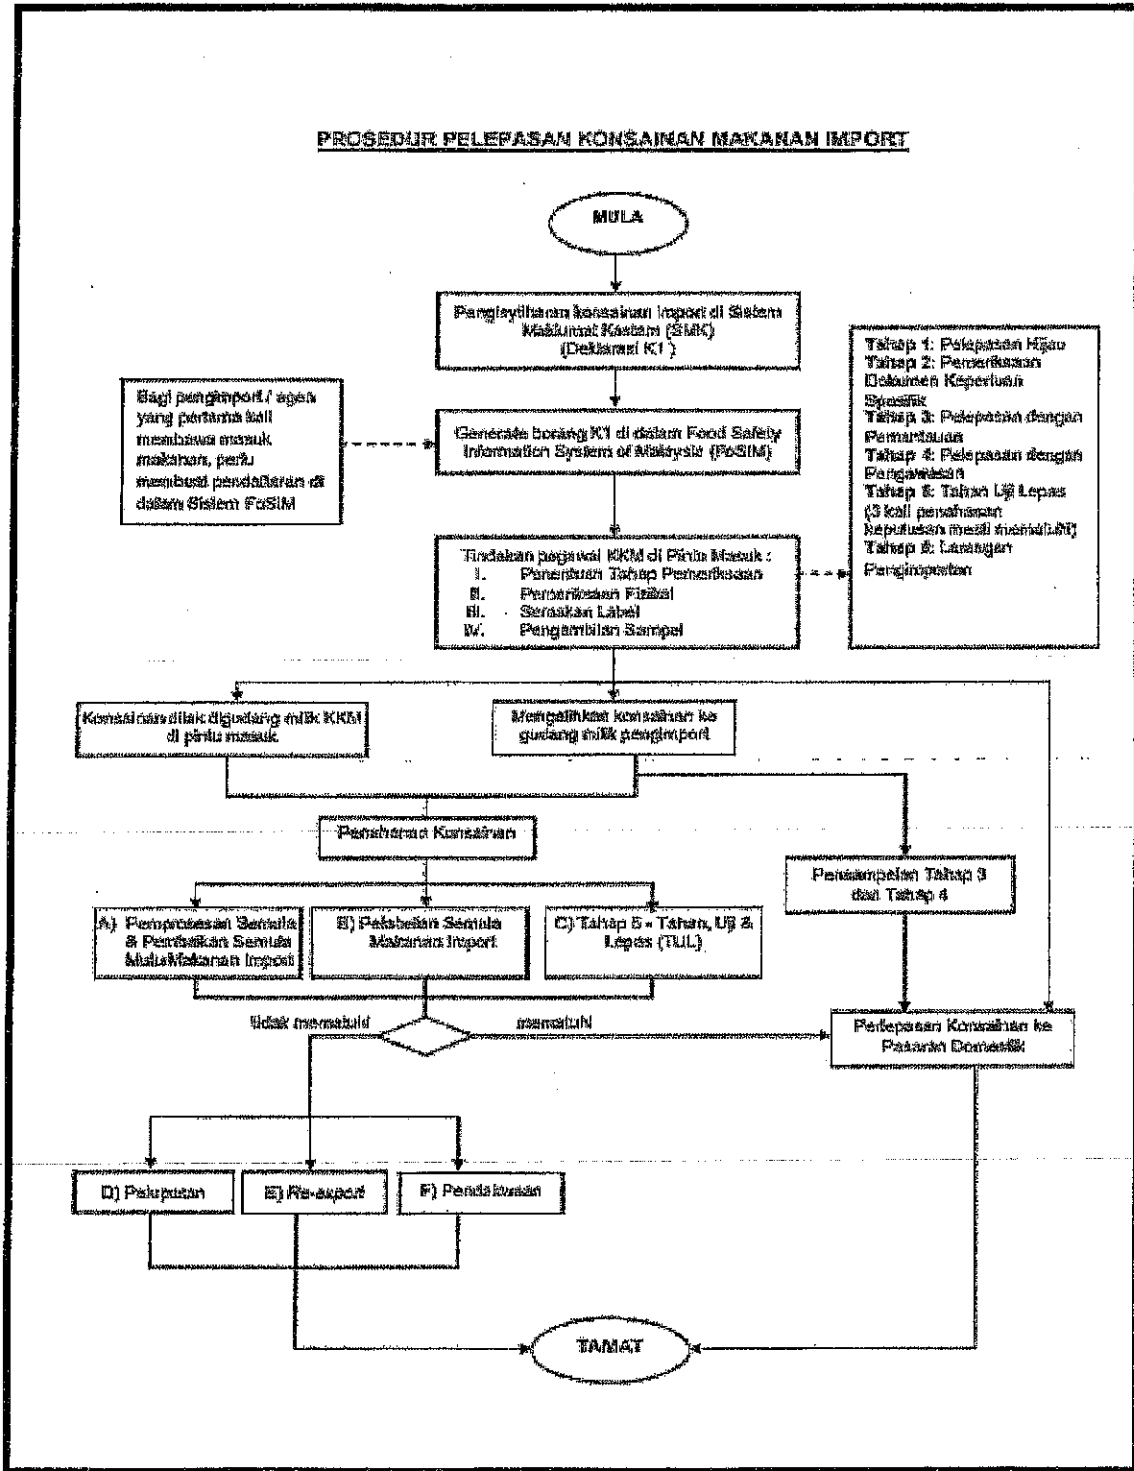 PROSEDUR PELEPASAN KONSAINAN MAKANAN IMPORT
MULA
Pengisytiharan konsainan import di Sistem
Maklumat Kastam (SMK)
(Deklarasi K1 )
Bagi pengimport / agen
yang pertama kali
membawa masuk
makanan, perlu
membuat pendaftaran di
dalam Sistem FoSIM
Generate borang K1 di dalam Food Safety
Information System of Malaysia (FoSIM)
Tahap 1: Pelepasan Hijau
Tahap 2: Pemeriksaan
Dokumen Keperluan
Spesifik
Tahap 3: Pelepasan dengan
Pemantauan
Tahap 4: Pelepasan dengan
Pengawasan
Tahap 5: Tahan Uji Lepas
(3 kali penahanan
keputusan mesti mematuhi)
Tahap 6: Larangan
Pengimportan
Tindakan pegawai KKM di Pintu Masuk :
I. Penentuan Tahap Pemeriksaan
II. Pemeriksaan Fizikal
III. Semakan Label
IV. Pengambilan Sampel
Konsainan disak digudang milik KKM
di pintu masuk
Mengalihkan konsainan ke
gudang milik pengimport
Penahanan Konsainan
Pensampelan Tahap 3
dan Tahap 4
A) Pemprosesan Semula
& Pembaikan Semula
Mutu Makanan Import
B) Pelabelan Semula
Makanan Import
C) Tahap 5 - Tahan, Uji &
Lepas (TUL)
tidak mematuhi
mematuhi
Perlepasan Konsainan ke
Pasaran Domestik
D) Pelupusan
E) Re-export
F) Pendakwaan
TAMAT